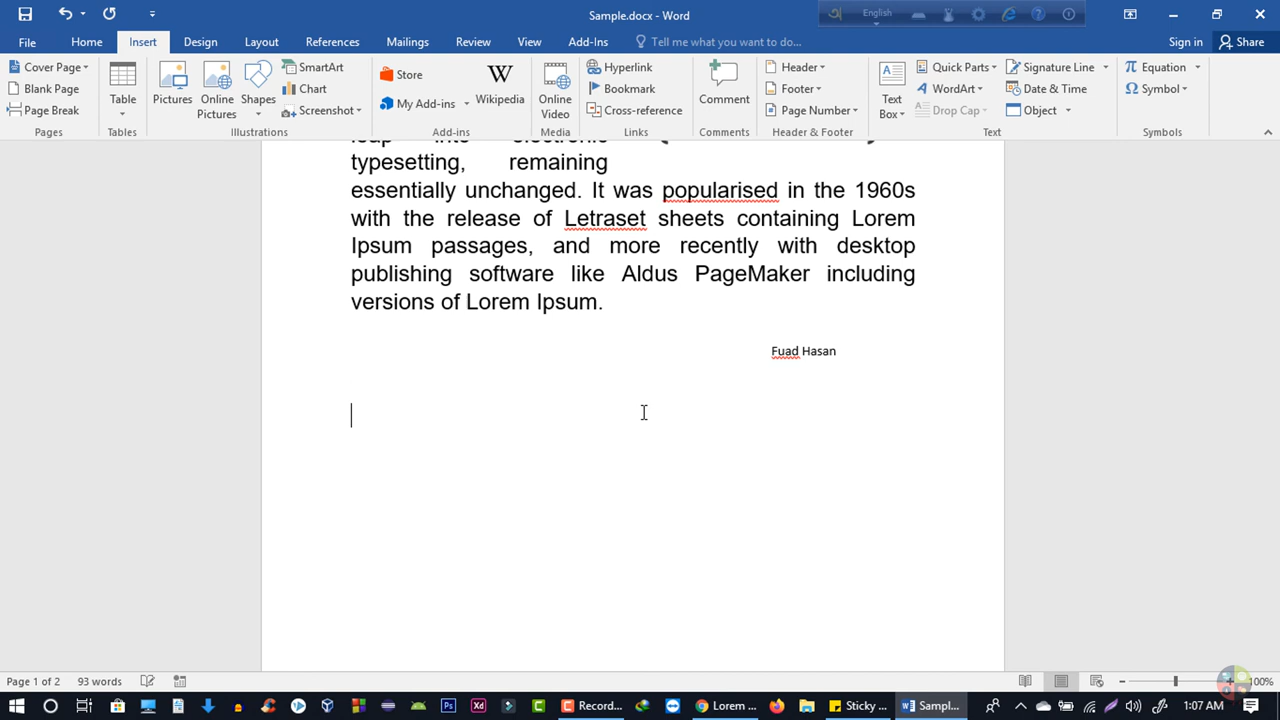 Sample.docx - Word
English
File Home Insert Design Layout References Mailings Review View Add-Ins Tell me what you want to do... Sign in Share
Cover Page
Blank Page
Page Break
Pages
Table
Tables
Pictures
Online Pictures
Shapes
SmartArt
Chart
Screenshot
Illustrations
Store
My Add-ins
Wikipedia
Add-ins
Online Video
Media
Hyperlink
Bookmark
Cross-reference
Links
Comment
Comments
Header
Footer
Page Number
Header & Footer
Text Box
Quick Parts
WordArt
Drop Cap
Signature Line
Date & Time
Object
Text
Equation
Symbol
Symbols
leap into electronic
typesetting, remaining
essentially unchanged. It was popularised in the 1960s
with the release of Letraset sheets containing Lorem
Ipsum passages, and more recently with desktop
publishing software like Aldus PageMaker including
versions of Lorem Ipsum.
Fuad Hasan
Page 1 of 2 93 words 100%
Record... Lorem ... Sticky ... Sampl... 1:07 AM